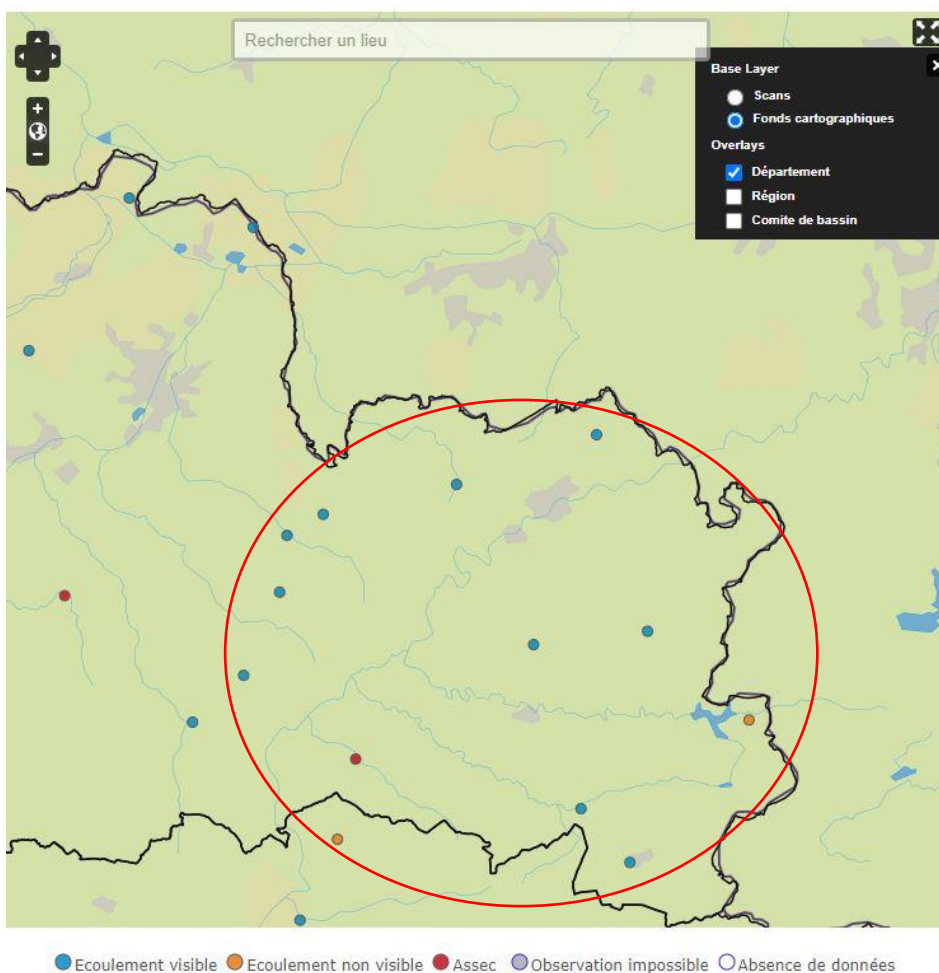 Rechercher un lieu
Base Layer
Scans
Fonds cartographiques
Overlays
Département
Région
Comite de bassin
Ecoulement visible Ecoulement non visible Assec Observation impossible Absence de données